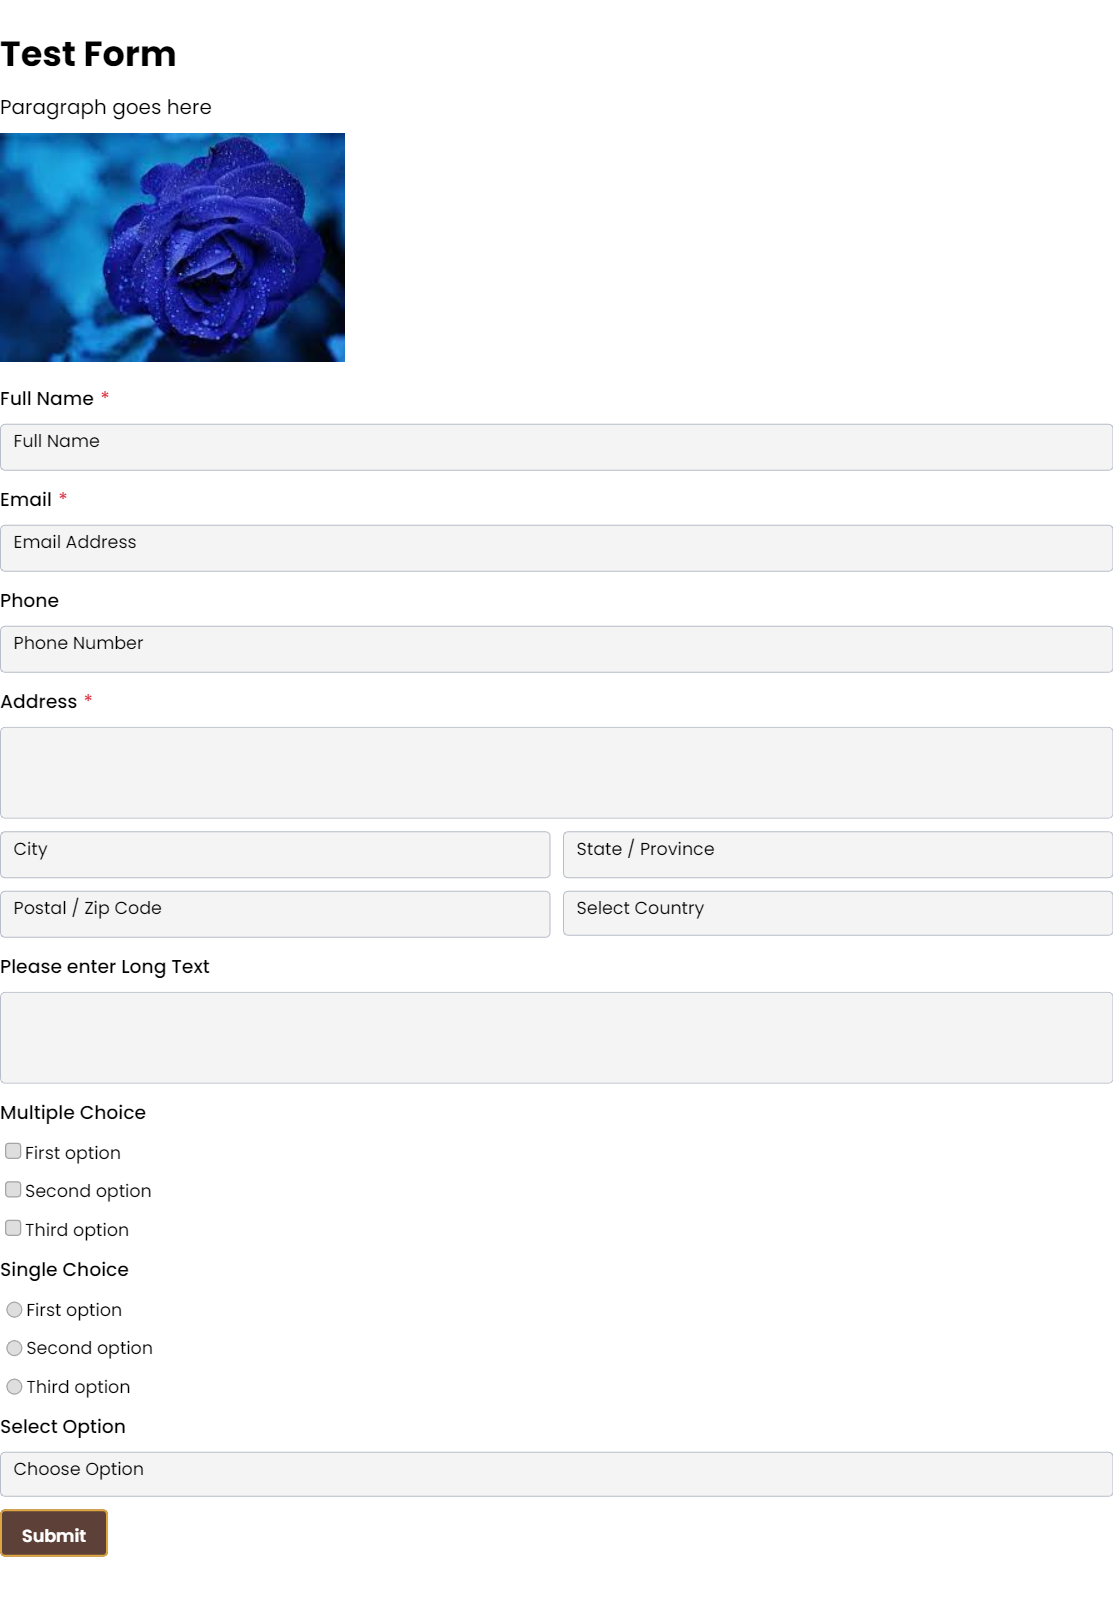 Test Form
Paragraph goes here
Full Name *
Full Name
Email *
Email Address
Phone
Phone Number
Address *
City
State / Province
Postal / Zip Code
Select Country
Please enter Long Text
Multiple Choice
First option
Second option
Third option
Single Choice
First option
Second option
Third option
Select Option
Choose Option
Submit